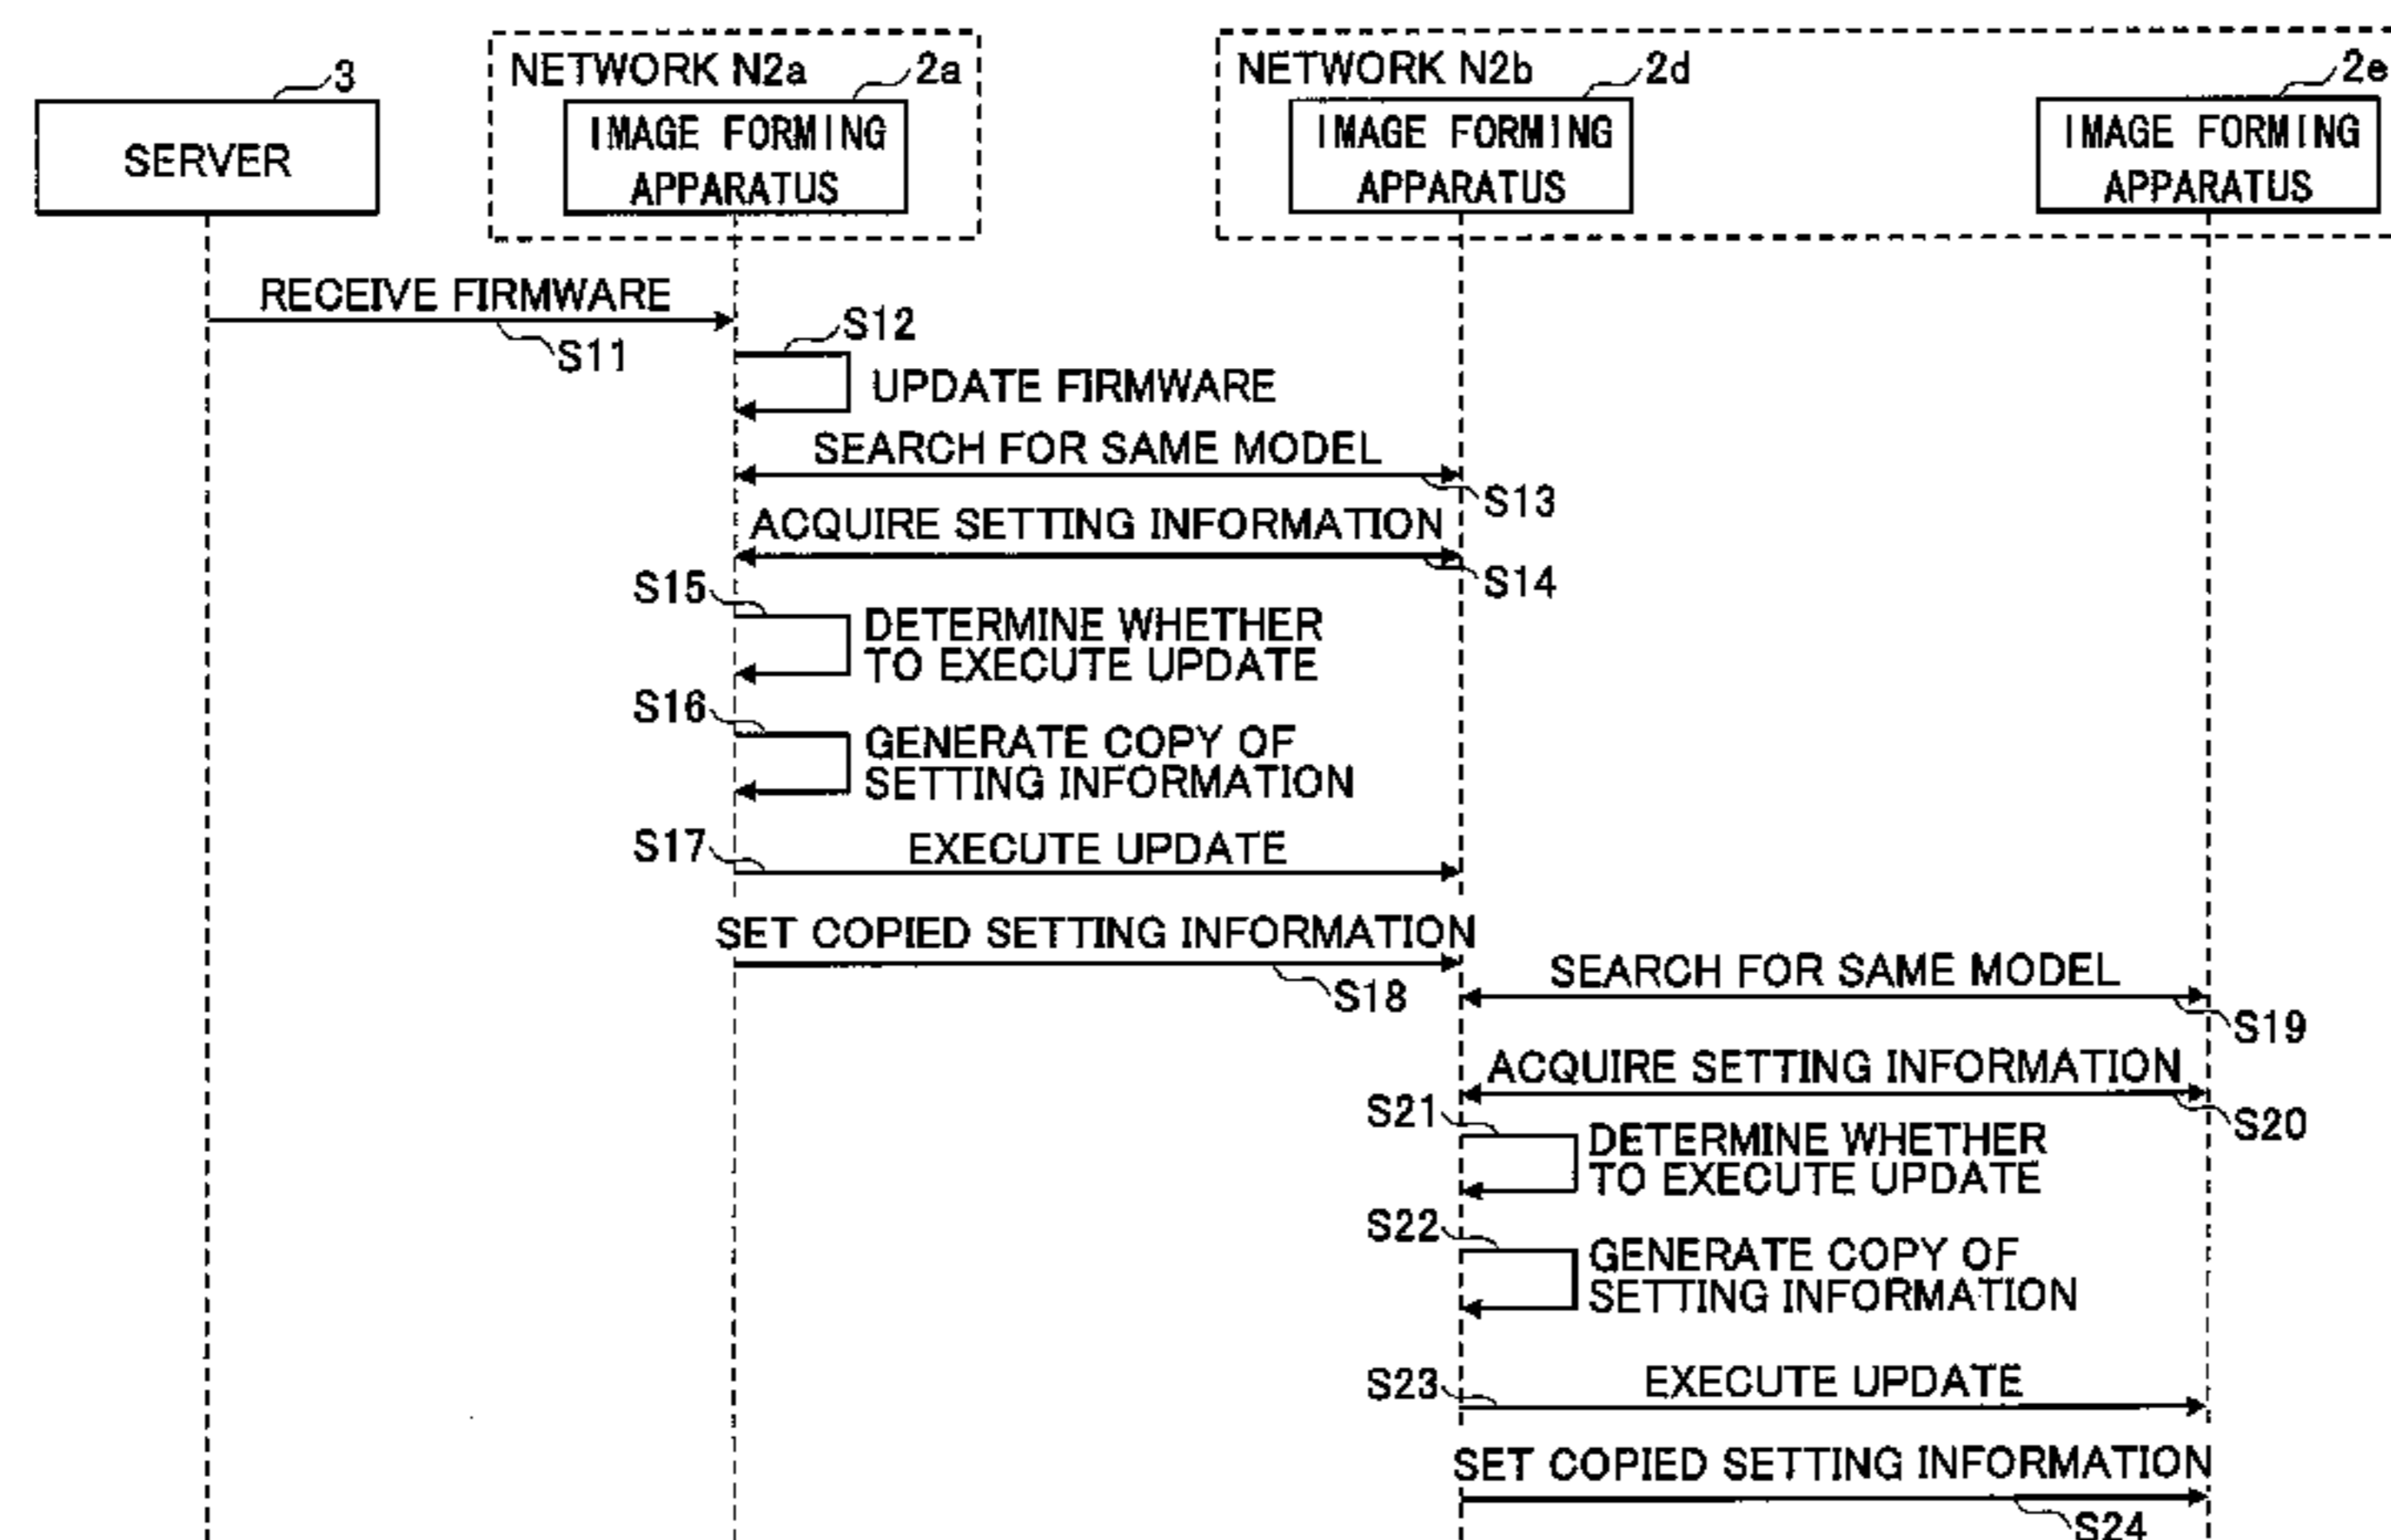 3
SERVER
NETWORK N2a
2a
IMAGE FORMING
APPARATUS
NETWORK N2b
2d
IMAGE FORMING
APPARATUS
2e
IMAGE FORMING
APPARATUS
RECEIVE FIRMWARE
S11
S12
UPDATE FIRMWARE
SEARCH FOR SAME MODEL
S13
ACQUIRE SETTING INFORMATION
S14
S15
DETERMINE WHETHER
TO EXECUTE UPDATE
S16
GENERATE COPY OF
SETTING INFORMATION
S17
EXECUTE UPDATE
SET COPIED SETTING INFORMATION
S18
SEARCH FOR SAME MODEL
S19
ACQUIRE SETTING INFORMATION
S20
S21
DETERMINE WHETHER
TO EXECUTE UPDATE
S22
GENERATE COPY OF
SETTING INFORMATION
S23
EXECUTE UPDATE
SET COPIED SETTING INFORMATION
S24